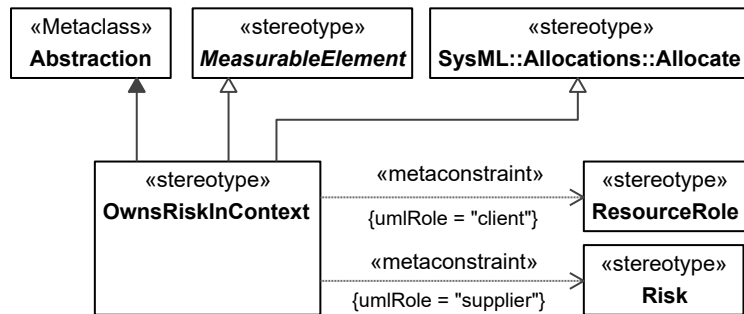 «Metaclass»
Abstraction
«stereotype»
MeasurableElement
«stereotype»
SysML::Allocations::Allocate
«stereotype»
OwnsRiskInContext
«metaconstraint»
{umlRole = "client"}
«stereotype»
ResourceRole
«metaconstraint»
{umlRole = "supplier"}
«stereotype»
Risk